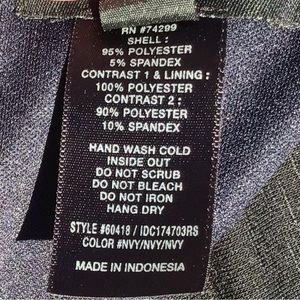 RN #74299
SHELL :
95% POLYESTER
5% SPANDEX
CONTRAST 1 & LINING :
100% POLYESTER
CONTRAST 2 :
90% POLYESTER
10% SPANDEX
HAND WASH COLD
INSIDE OUT
DO NOT SCRUB
DO NOT BLEACH
DO NOT IRON
HANG DRY
STYLE #60418 / IDC174703RS
COLOR #NVY/NVY/NVY
MADE IN INDONESIA